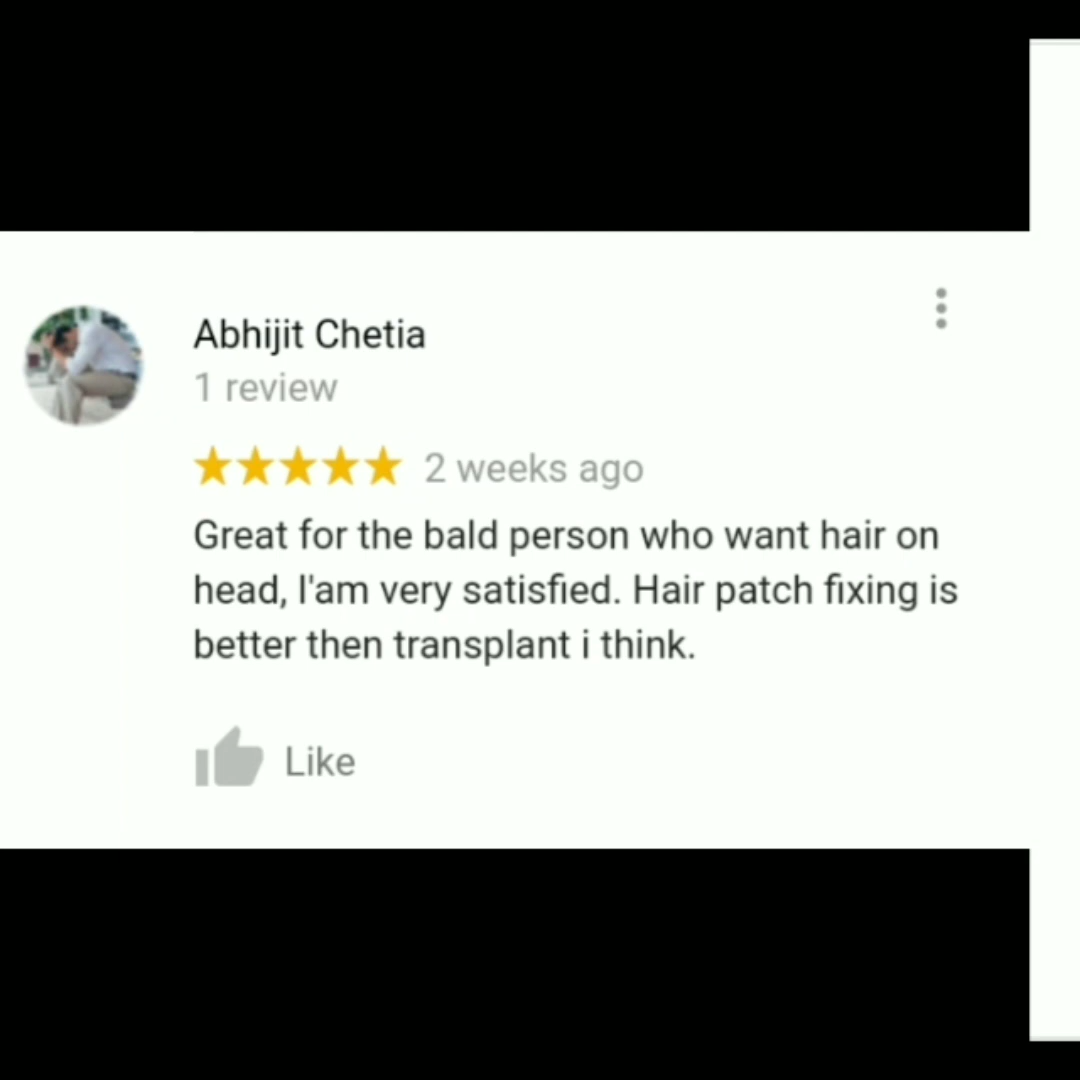 Abhijit Chetia
1 review
2 weeks ago
Great for the bald person who want hair on
head, I'am very satisfied. Hair patch fixing is
better then transplant i think.
Like